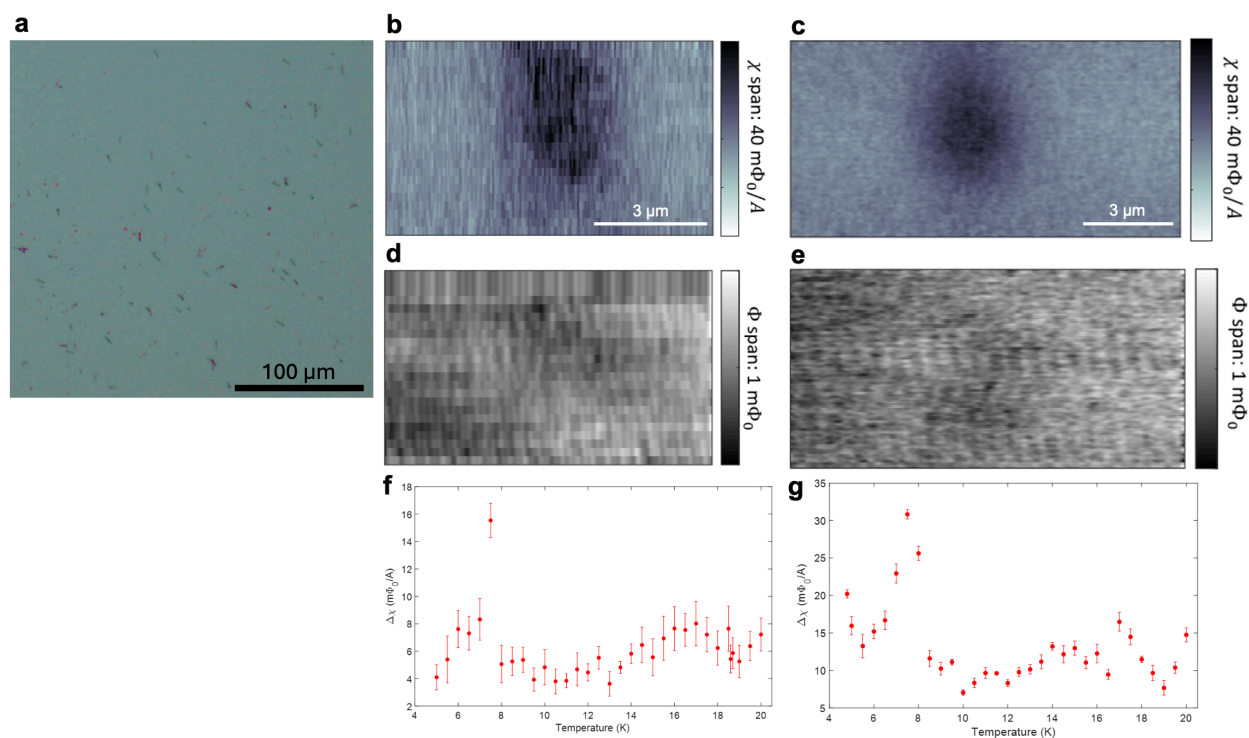 a
100 µm
b
3 µm
χ span: 40 mΦ₀/A
c
3 µm
χ span: 40 mΦ₀/A
d
Φ span: 1 mΦ₀
e
Φ span: 1 mΦ₀
f
18
16
14
12
10
8
6
4
2
Δχ (mΦ₀/A)
4 6 8 10 12 14 16 18 20
Temperature (K)
g
35
30
25
20
15
10
5
Δχ (mΦ₀/A)
4 6 8 10 12 14 16 18 20
Temperature (K)